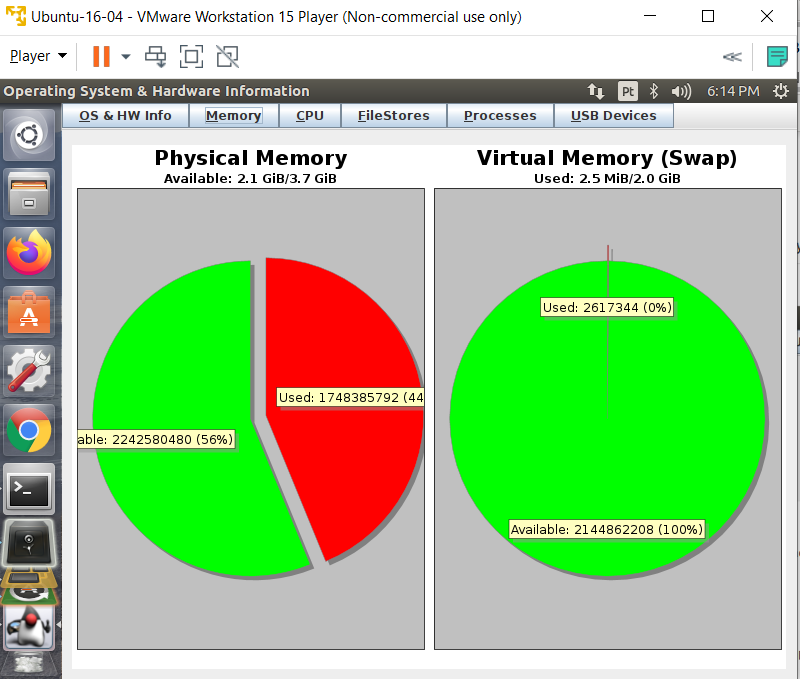 Ubuntu-16-04 - VMware Workstation 15 Player (Non-commercial use only)
Player
Operating System & Hardware Information
Pt
6:14 PM
OS & HW Info
Memory
CPU
FileStores
Processes
USB Devices
Physical Memory
Available: 2.1 GiB/3.7 GiB
Virtual Memory (Swap)
Used: 2.5 MiB/2.0 GiB
Used: 1748385792 (44
able: 2242580480 (56%)
Used: 2617344 (0%)
Available: 2144862208 (100%)